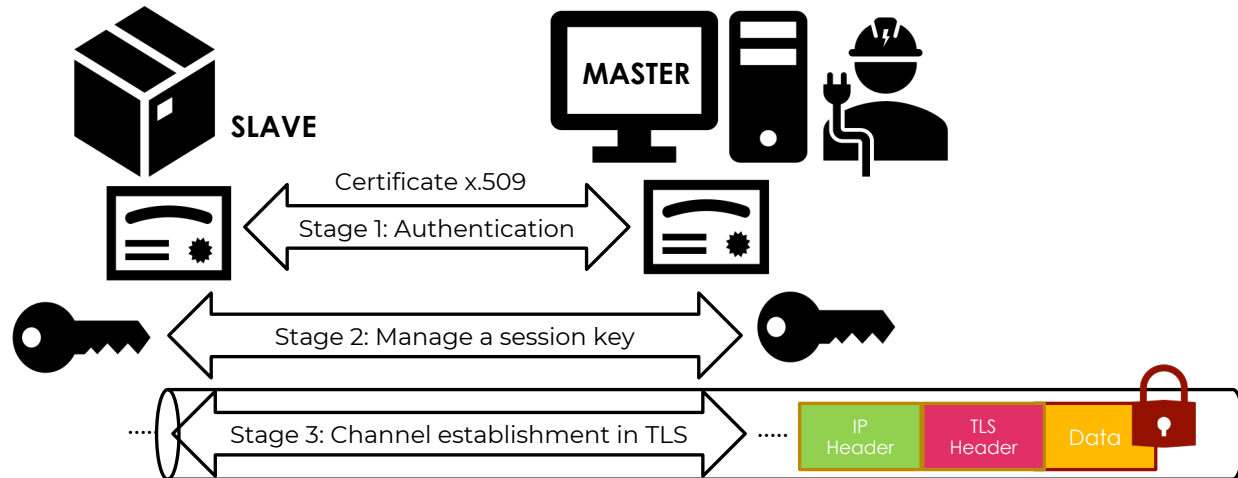 MASTER
SLAVE
Certificate x.509
Stage 1: Authentication
Stage 2: Manage a session key
..... Stage 3: Channel establishment in TLS .....
IP
Header
TLS
Header
Data